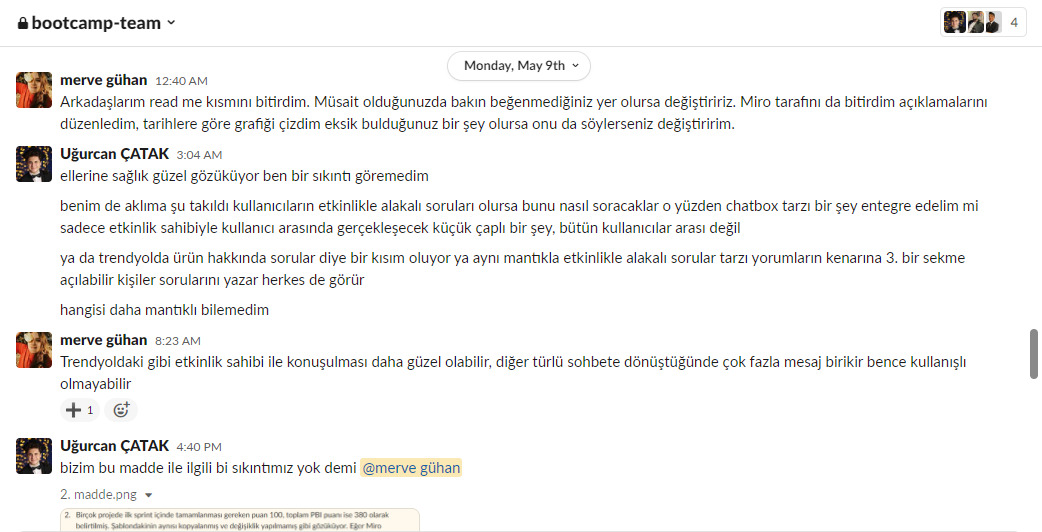 bootcamp-team
4
Monday, May 9th
merve gühan 12:40 AM
Arkadaşlarım read me kısmını bitirdim. Müsait olduğunuzda bakın beğenmediğiniz yer olursa değiştiririz. Miro tarafını da bitirdim açıklamalarını
düzenledim, tarihlere göre grafiği çizdim eksik bulduğunuz bir şey olursa onu da söylerseniz değiştiririm.
Uğurcan ÇATAK 3:04 AM
ellerine sağlık güzel gözüküyor ben bir sıkıntı göremedim
benim de aklıma şu takıldı kullanıcıların etkinlikle alakalı soruları olursa bunu nasıl soracaklar o yüzden chatbox tarzı bir şey entegre edelim mi
sadece etkinlik sahibiyle kullanıcı arasında gerçekleşecek küçük çaplı bir şey, bütün kullanıcılar arası değil
ya da trendyolda ürün hakkında sorular diye bir kısım oluyor ya aynı mantıkla etkinlikle alakalı sorular tarzı yorumların kenarına 3. bir sekme
açılabilir kişiler sorularını yazar herkes de görür
hangisi daha mantıklı bilemedim
merve gühan 8:23 AM
Trendyoldaki gibi etkinlik sahibi ile konuşulması daha güzel olabilir, diğer türlü sohbete dönüştüğünde çok fazla mesaj birikir bence kullanışlı
olmayabilir
1
Uğurcan ÇATAK 4:40 PM
bizim bu madde ile ilgili bi sıkıntımız yok demi @merve gühan
2. madde.png
2. Birçok projede ilk sprint içinde tamamlanması gereken puan 100, toplam PBI puanı ise 380 olarak
belirtilmiş. Şablondakinin aynısı kopyalanmış ve değişiklik yapılmamış gibi gözüküyor. Eğer Miro